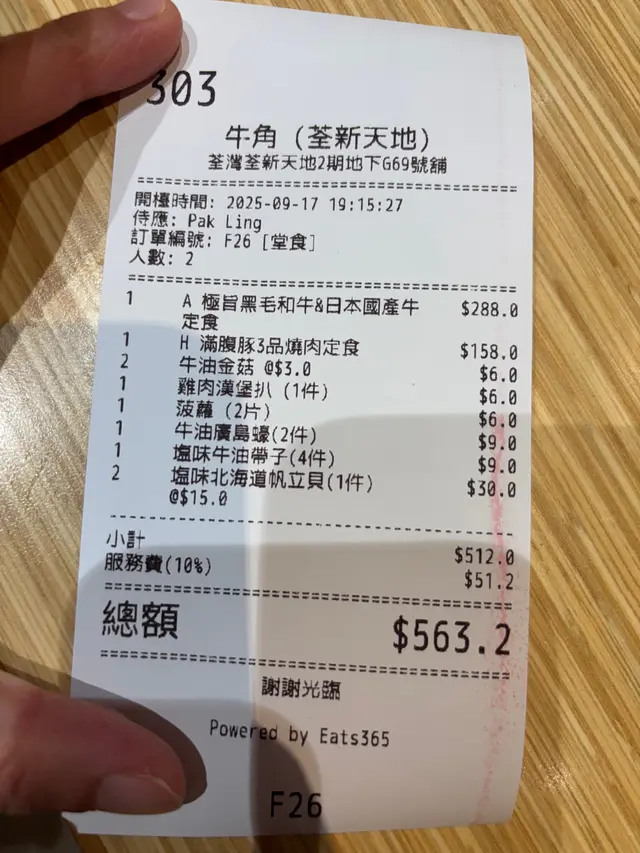 303
牛角 (荃新天地)
荃灣荃新天地2期地下G69號舖
開檯時間: 2025-09-17 19:15:27
侍應: Pak Ling
訂單編號: F26 [堂食]
人數: 2
1 A 極旨黑毛和牛&日本國產牛 $288.0
定食
1 H 滿腹豚3品燒肉定食 $158.0
2 牛油金菇 @$3.0 $6.0
1 雞肉漢堡扒 (1件) $6.0
1 菠蘿 (2片) $6.0
1 牛油廣島蠔(2件) $9.0
1 塩味牛油帶子(4件) $9.0
2 塩味北海道帆立貝(1件) $30.0
@$15.0
小計 $512.0
服務費(10%) $51.2
總額 $563.2
謝謝光臨
Powered by Eats365
F26